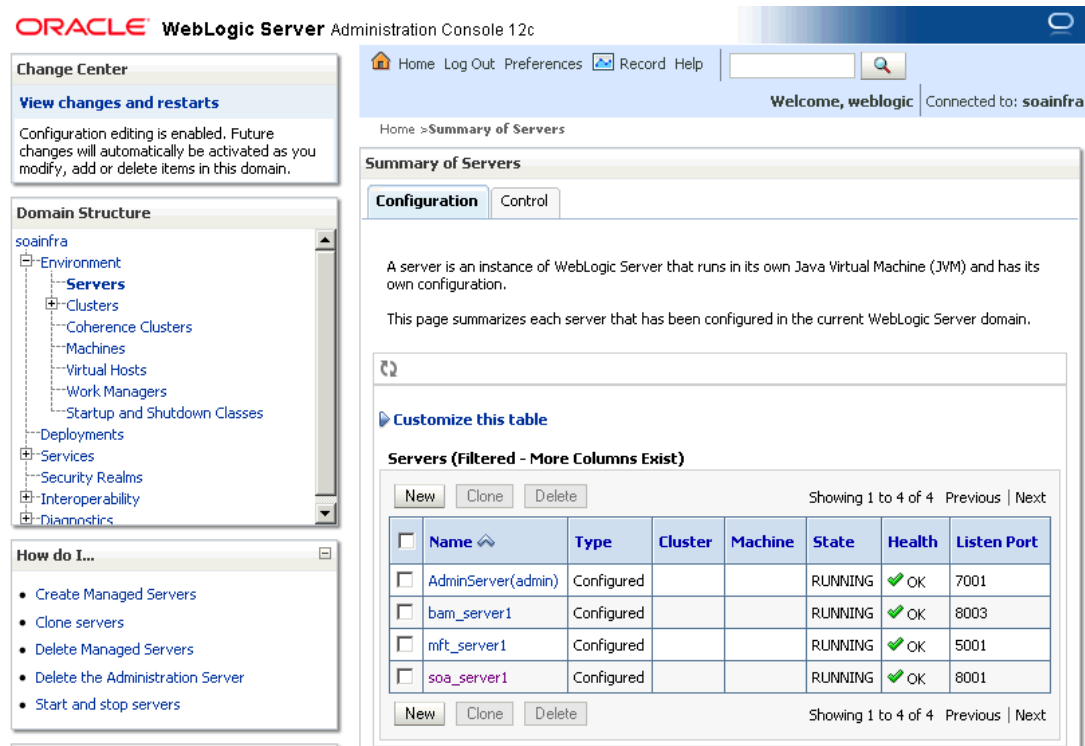 ORACLE WebLogic Server Administration Console 12c
Change Center
View changes and restarts
Configuration editing is enabled. Future
changes will automatically be activated as you
modify, add or delete items in this domain.
Domain Structure
soainfra
Environment
Servers
Clusters
Coherence Clusters
Machines
Virtual Hosts
Work Managers
Startup and Shutdown Classes
Deployments
Services
Security Realms
Interoperability
Diagnostics
How do I...
Create Managed Servers
Clone servers
Delete Managed Servers
Delete the Administration Server
Start and stop servers
Home Log Out Preferences Record Help
Welcome, weblogic Connected to: soainfra
Home >Summary of Servers
Summary of Servers
Configuration Control
A server is an instance of WebLogic Server that runs in its own Java Virtual Machine (JVM) and has its
own configuration.
This page summarizes each server that has been configured in the current WebLogic Server domain.
Customize this table
Servers (Filtered - More Columns Exist)
New Clone Delete Showing 1 to 4 of 4 Previous | Next
Name Type Cluster Machine State Health Listen Port
AdminServer(admin) Configured RUNNING OK 7001
bam_server1 Configured RUNNING OK 8003
mft_server1 Configured RUNNING OK 5001
soa_server1 Configured RUNNING OK 8001
New Clone Delete Showing 1 to 4 of 4 Previous | Next